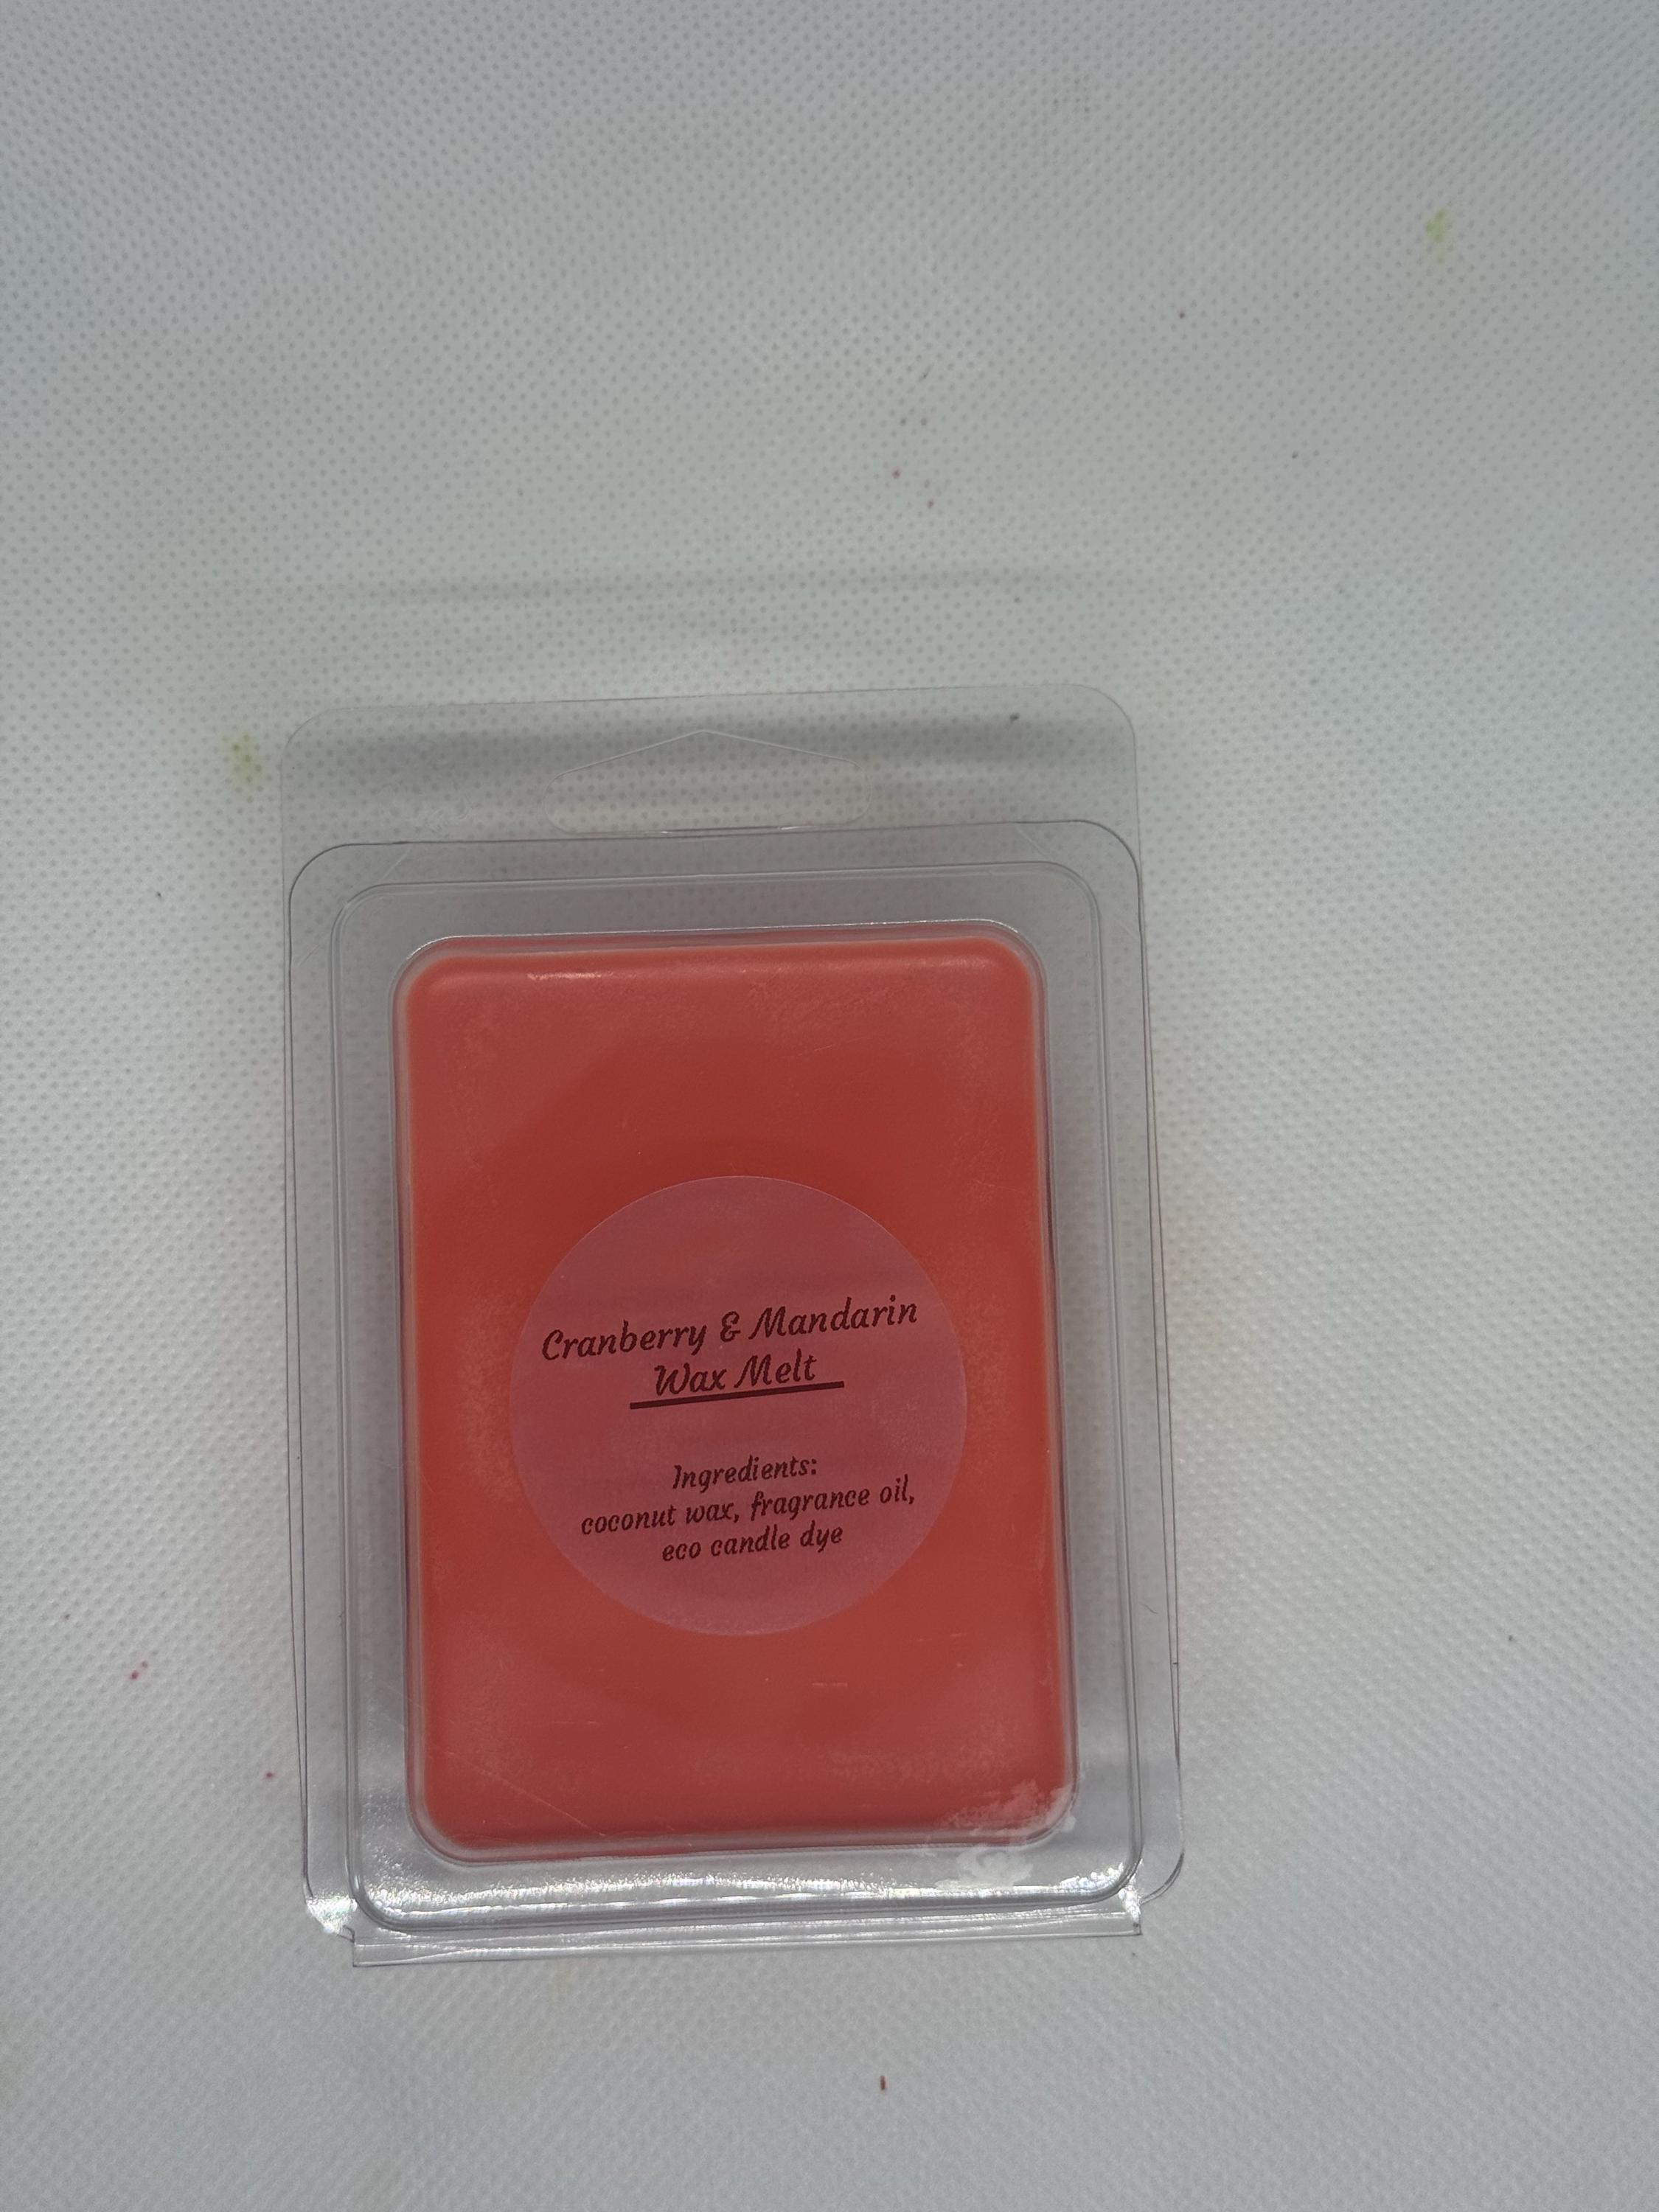 Cranberry & Mandarin
Wax Melt
Ingredients:
coconut wax, fragrance oil,
eco candle dye